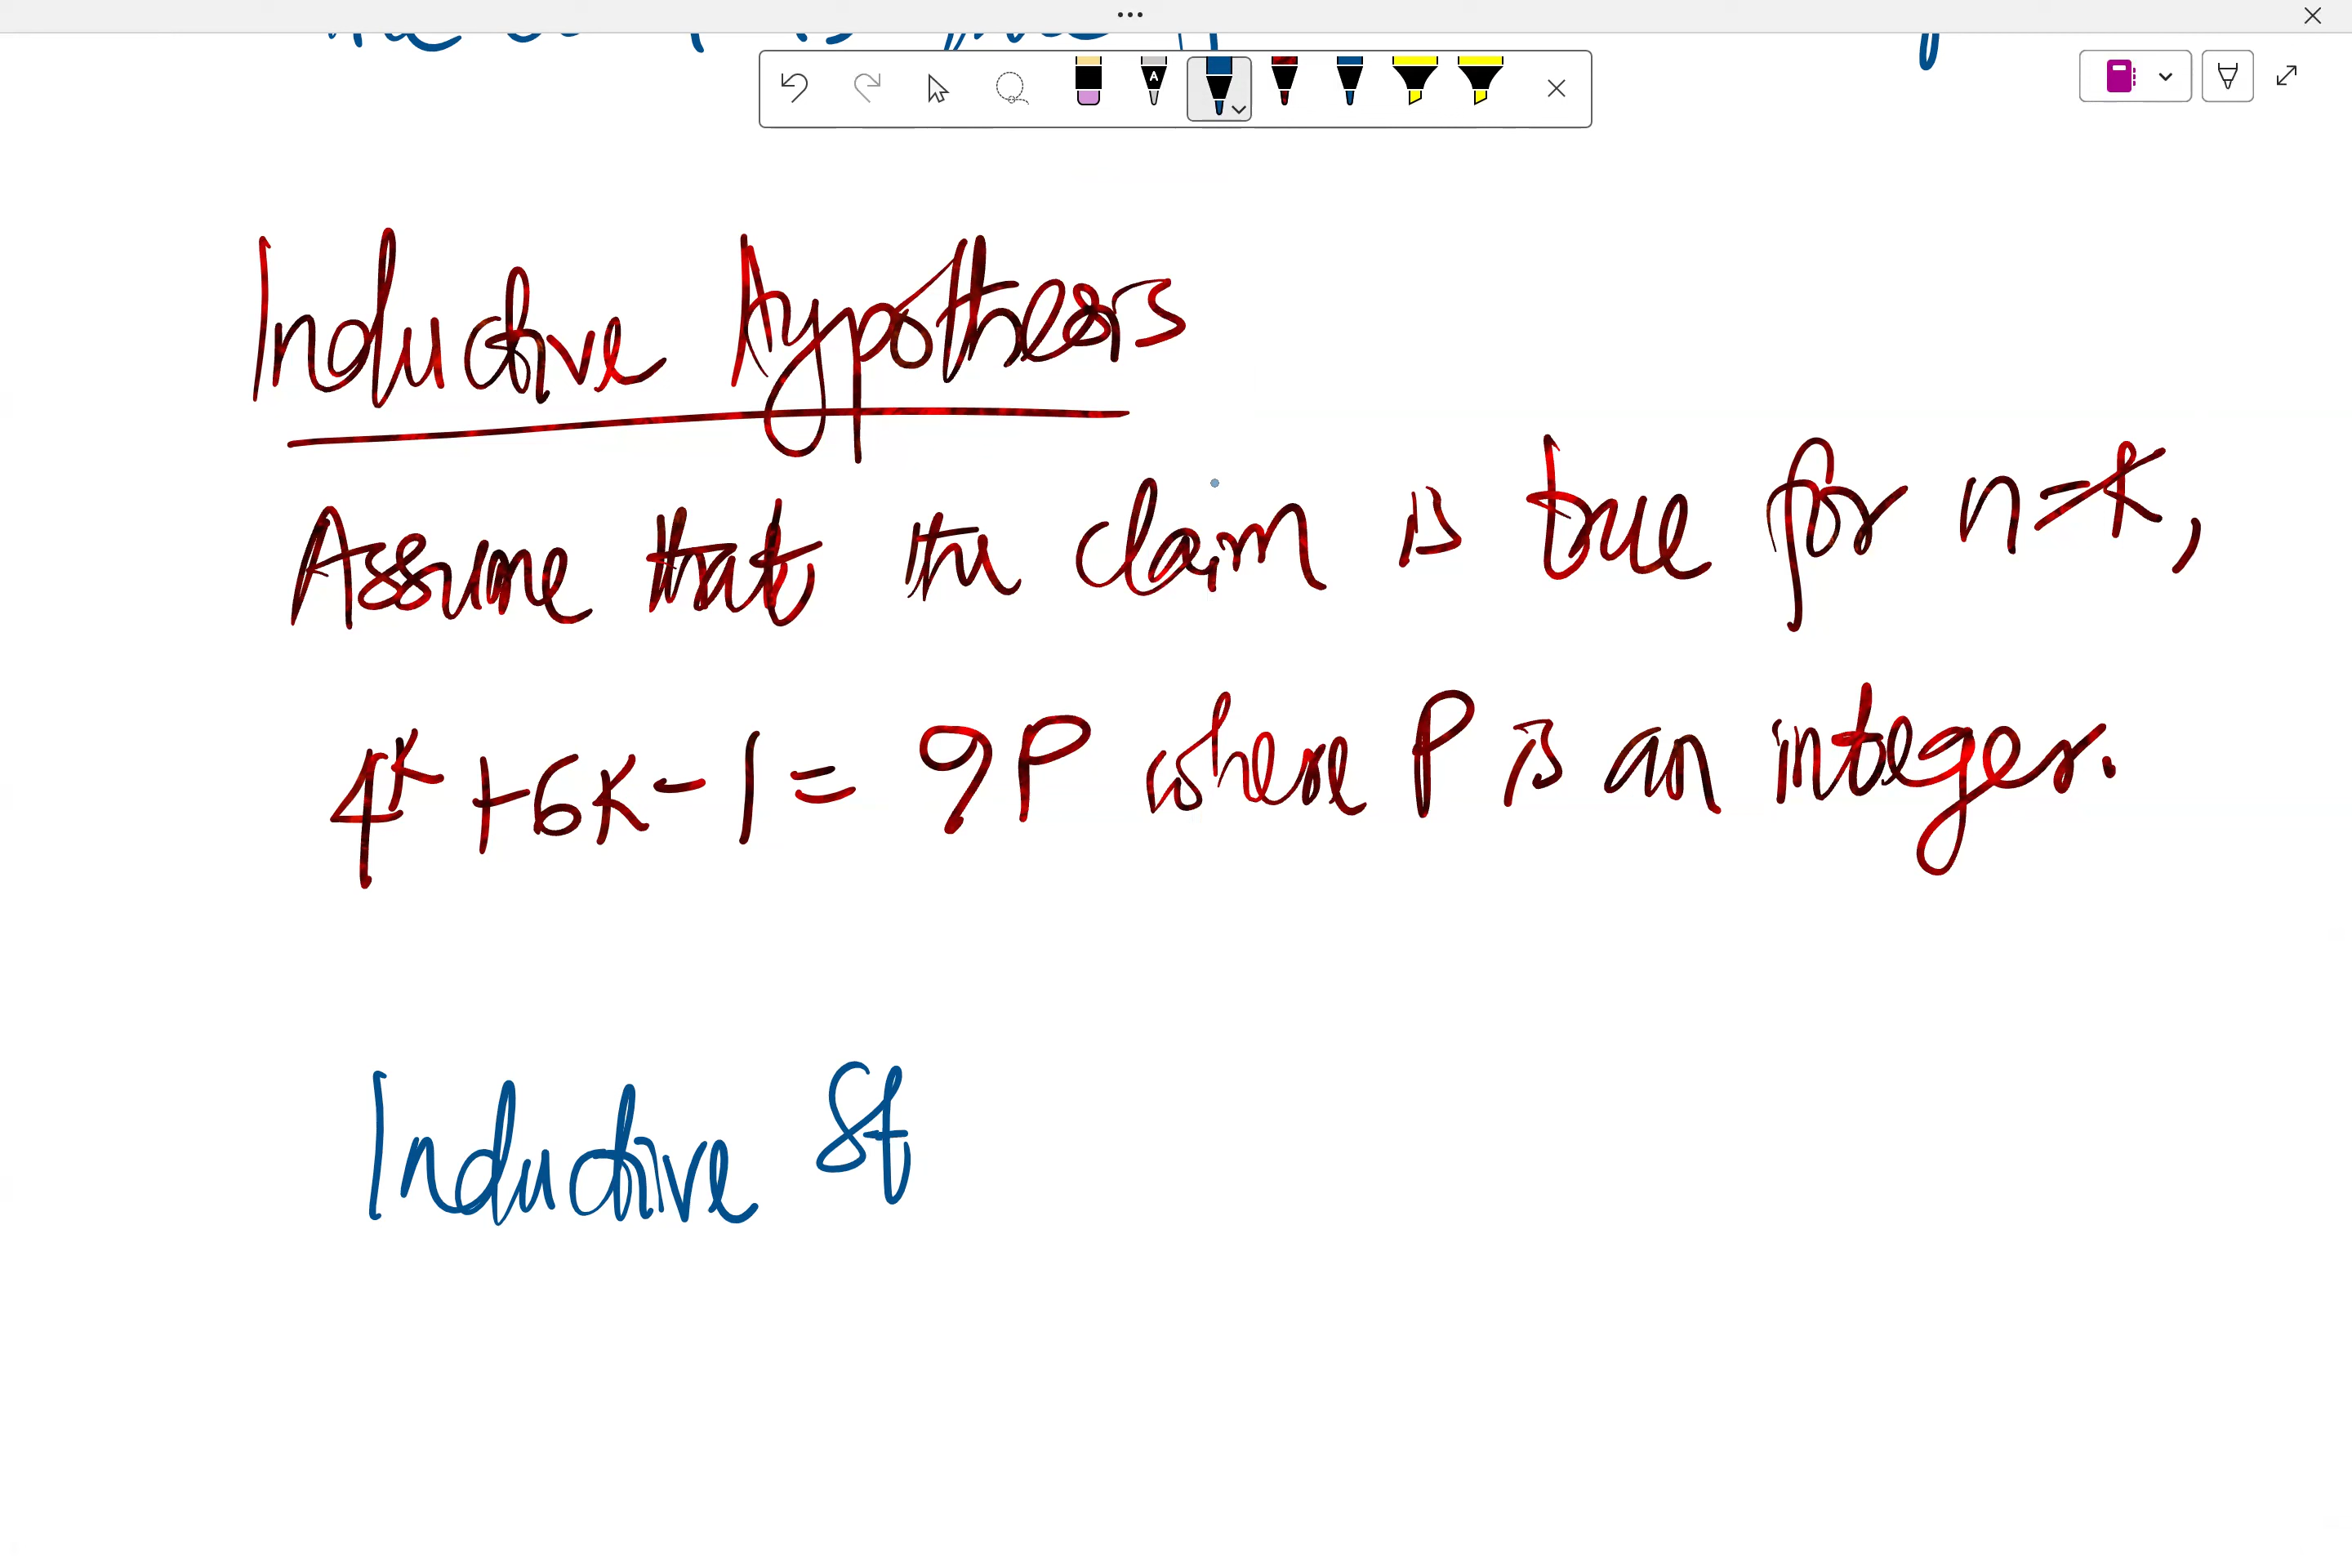 Inductive hypothesis
Assume that the claim is true for n=k,
4^k +6k-1 = 9P where P is an integer.
Inductive St